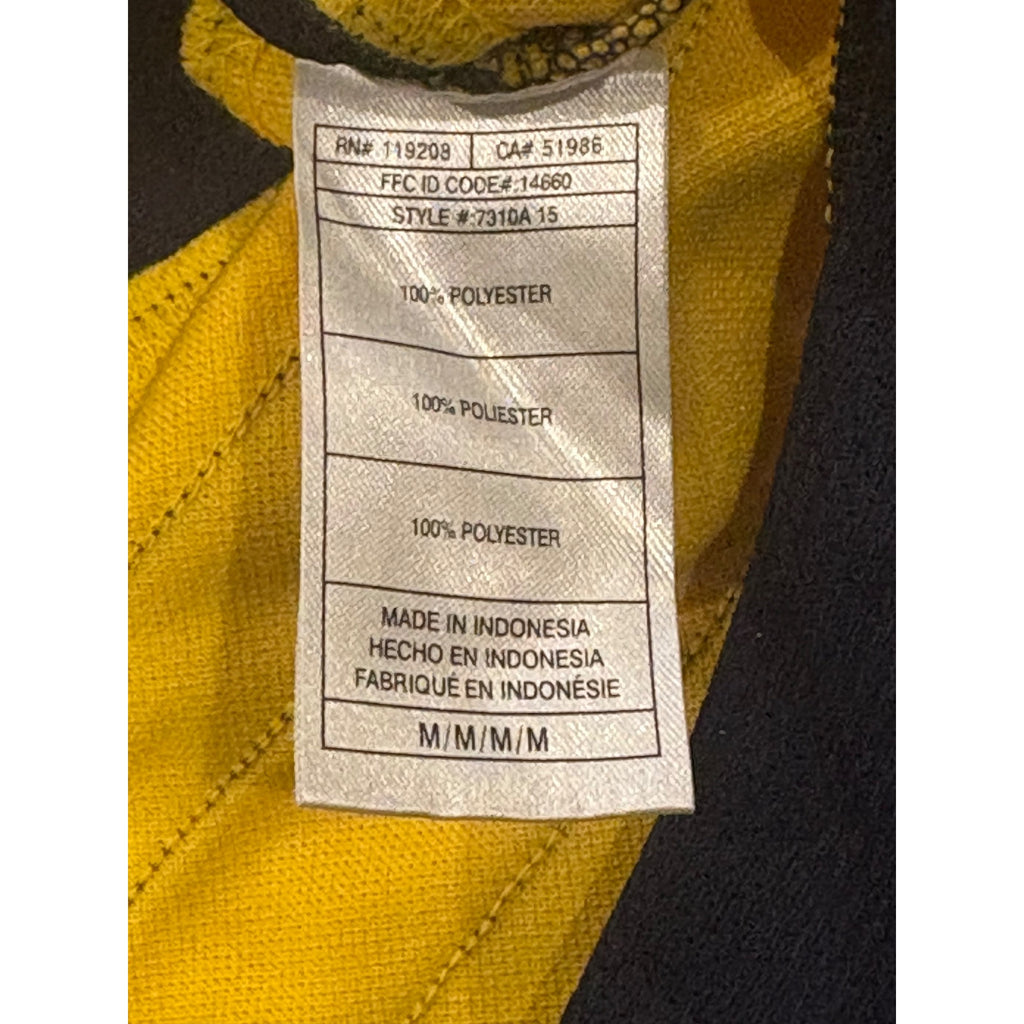 RN# 119209 CA# 51986
FFC ID CODE#:14660
STYLE #:7310A 15
100% POLYESTER
100% POLIESTER
100% POLYESTER
MADE IN INDONESIA
HECHO EN INDONESIA
FABRIQUÉ EN INDONÉSIE
M/M/M/M